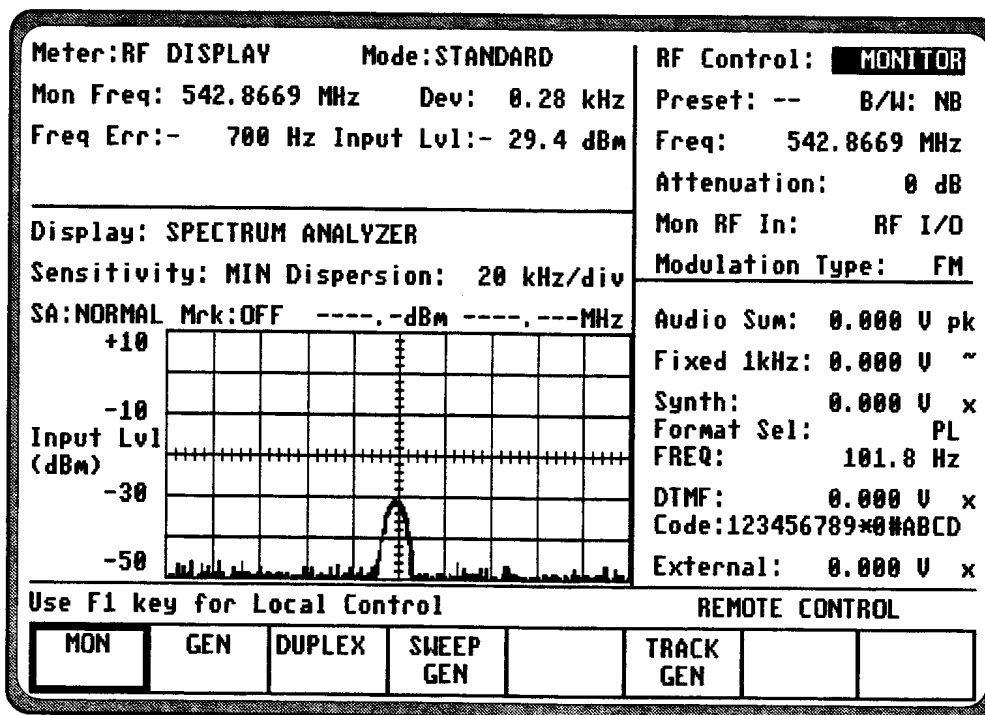 Meter:RF DISPLAY Mode:STANDARD
Mon Freq: 542.8669 MHz Dev: 0.28 kHz
Freq Err:- 700 Hz Input Lvl:- 29.4 dBm
Display: SPECTRUM ANALYZER
Sensitivity: MIN Dispersion: 20 kHz/div
SA:NORMAL Mrk:OFF ----.-dBm ----.---MHz
+10
-10
Input Lvl
(dBm)
-30
-50
RF Control: MONITOR
Preset: -- B/W: NB
Freq: 542.8669 MHz
Attenuation: 0 dB
Mon RF In: RF I/O
Modulation Type: FM
Audio Sum: 0.000 V pk
Fixed 1kHz: 0.000 V ~
Synth: 0.000 V x
Format Sel: PL
FREQ: 101.8 Hz
DTMF: 0.000 V x
Code:123456789*0#ABCD
External: 0.000 V x
Use F1 key for Local Control REMOTE CONTROL
MON GEN DUPLEX SWEEP GEN TRACK GEN